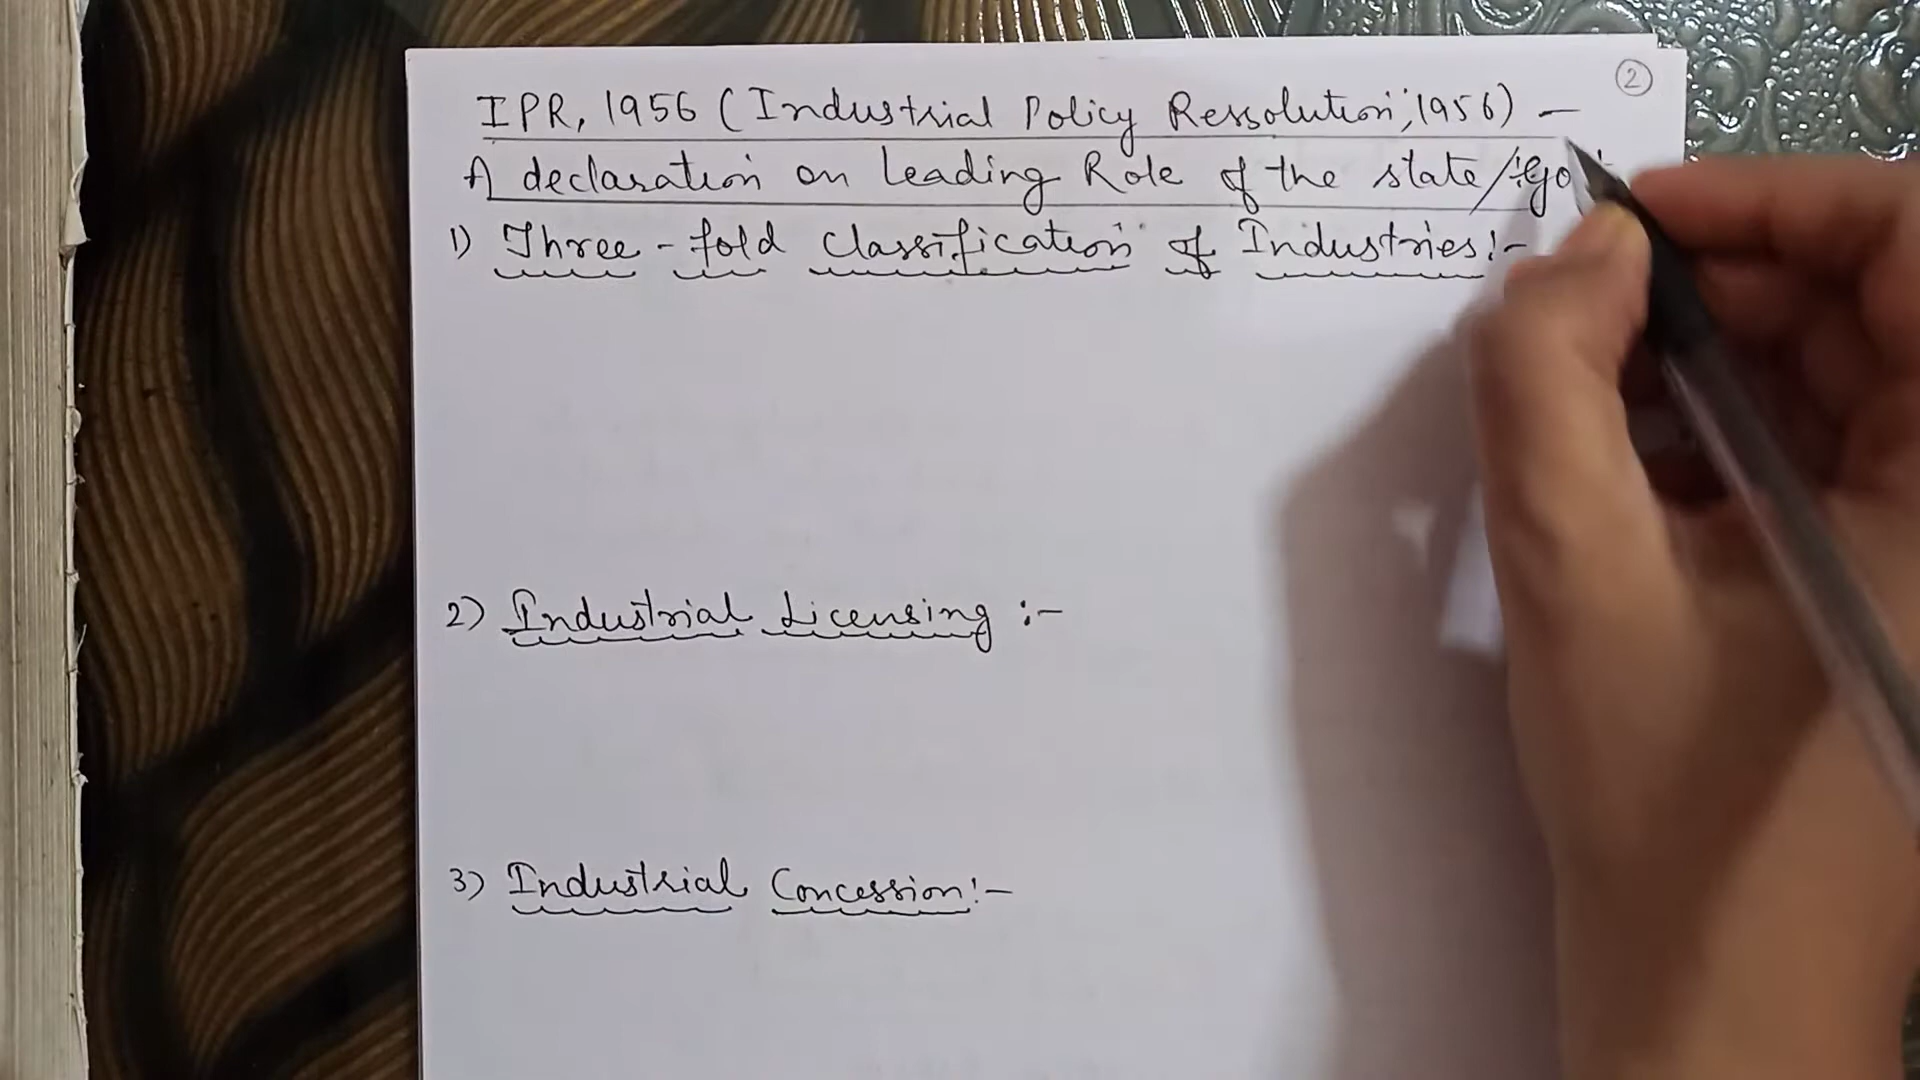 2
IPR, 1956 (Industrial Policy Ressolution, 1956) –
A declaration on Leading Role of the state/
1) Three-fold classification of Industries:-
2) Industrial Licensing :-
3) Industrial Concession:-